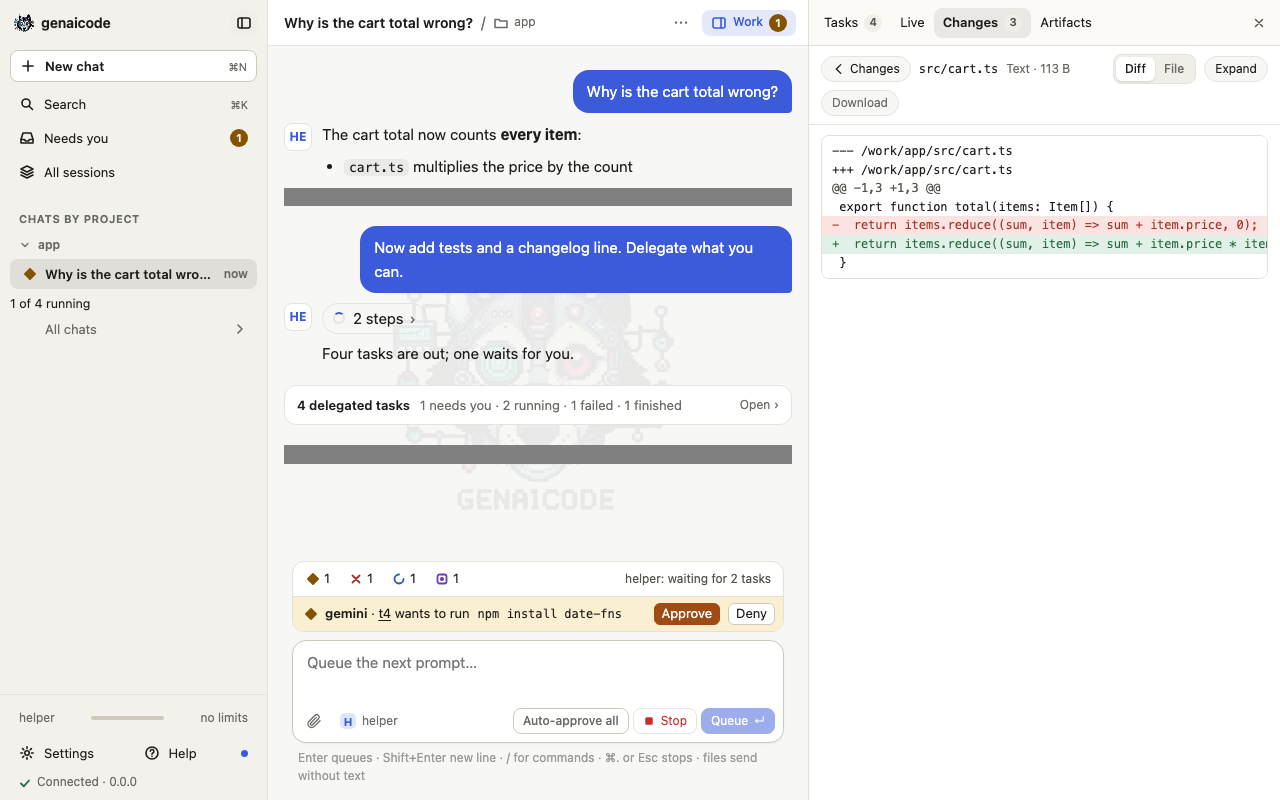 genaicode
New chat ⌘N
Search ⌘K
Needs you 1
All sessions
CHATS BY PROJECT
app
Why is the cart total wro... now
1 of 4 running
All chats
helper no limits
Settings Help
Connected · 0.0.0
Why is the cart total wrong? / app
Work 1
Why is the cart total wrong?
HE The cart total now counts every item:
• cart.ts multiplies the price by the count
Now add tests and a changelog line. Delegate what you
can.
HE 2 steps ›
Four tasks are out; one waits for you.
4 delegated tasks 1 needs you · 2 running · 1 failed · 1 finished Open ›
GENAICODE
1 1 1 1 helper: waiting for 2 tasks
gemini · t4 wants to run npm install date-fns Approve Deny
Queue the next prompt...
H helper Auto-approve all Stop Queue
Enter queues · Shift+Enter new line · / for commands · ⌘. or Esc stops · files send
without text
Tasks 4 Live Changes 3 Artifacts
Changes src/cart.ts Text · 113 B Diff File Expand
Download
--- /work/app/src/cart.ts
+++ /work/app/src/cart.ts
@@ -1,3 +1,3 @@
export function total(items: Item[]) {
-  return items.reduce((sum, item) => sum + item.price, 0);
+  return items.reduce((sum, item) => sum + item.price * item
}